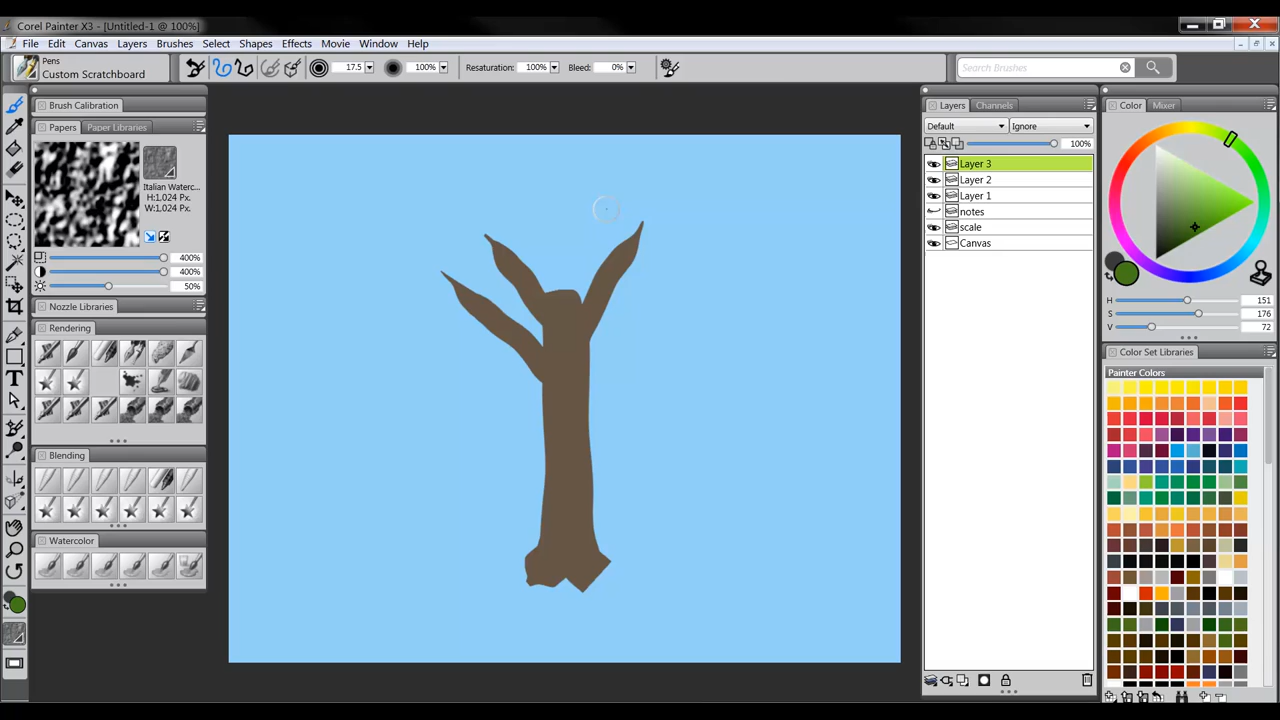 Corel Painter X3 - [Untitled-1 @ 100%]
File Edit Canvas Layers Brushes Select Shapes Effects Movie Window Help
Pens
Custom Scratchboard
17.5 100% Resaturation: 100% Bleed: 0%
Search Brushes
Brush Calibration
Papers Paper Libraries
Italian Waterc...
H:1,024 Px
W:1,024 Px
400%
400%
50%
Nozzle Libraries
Rendering
Blending
Watercolor
Layers Channels
Default Ignore
100%
Layer 3
Layer 2
Layer 1
notes
scale
Canvas
Color Mixer
H 151
S 176
V 72
Color Set Libraries
Painter Colors